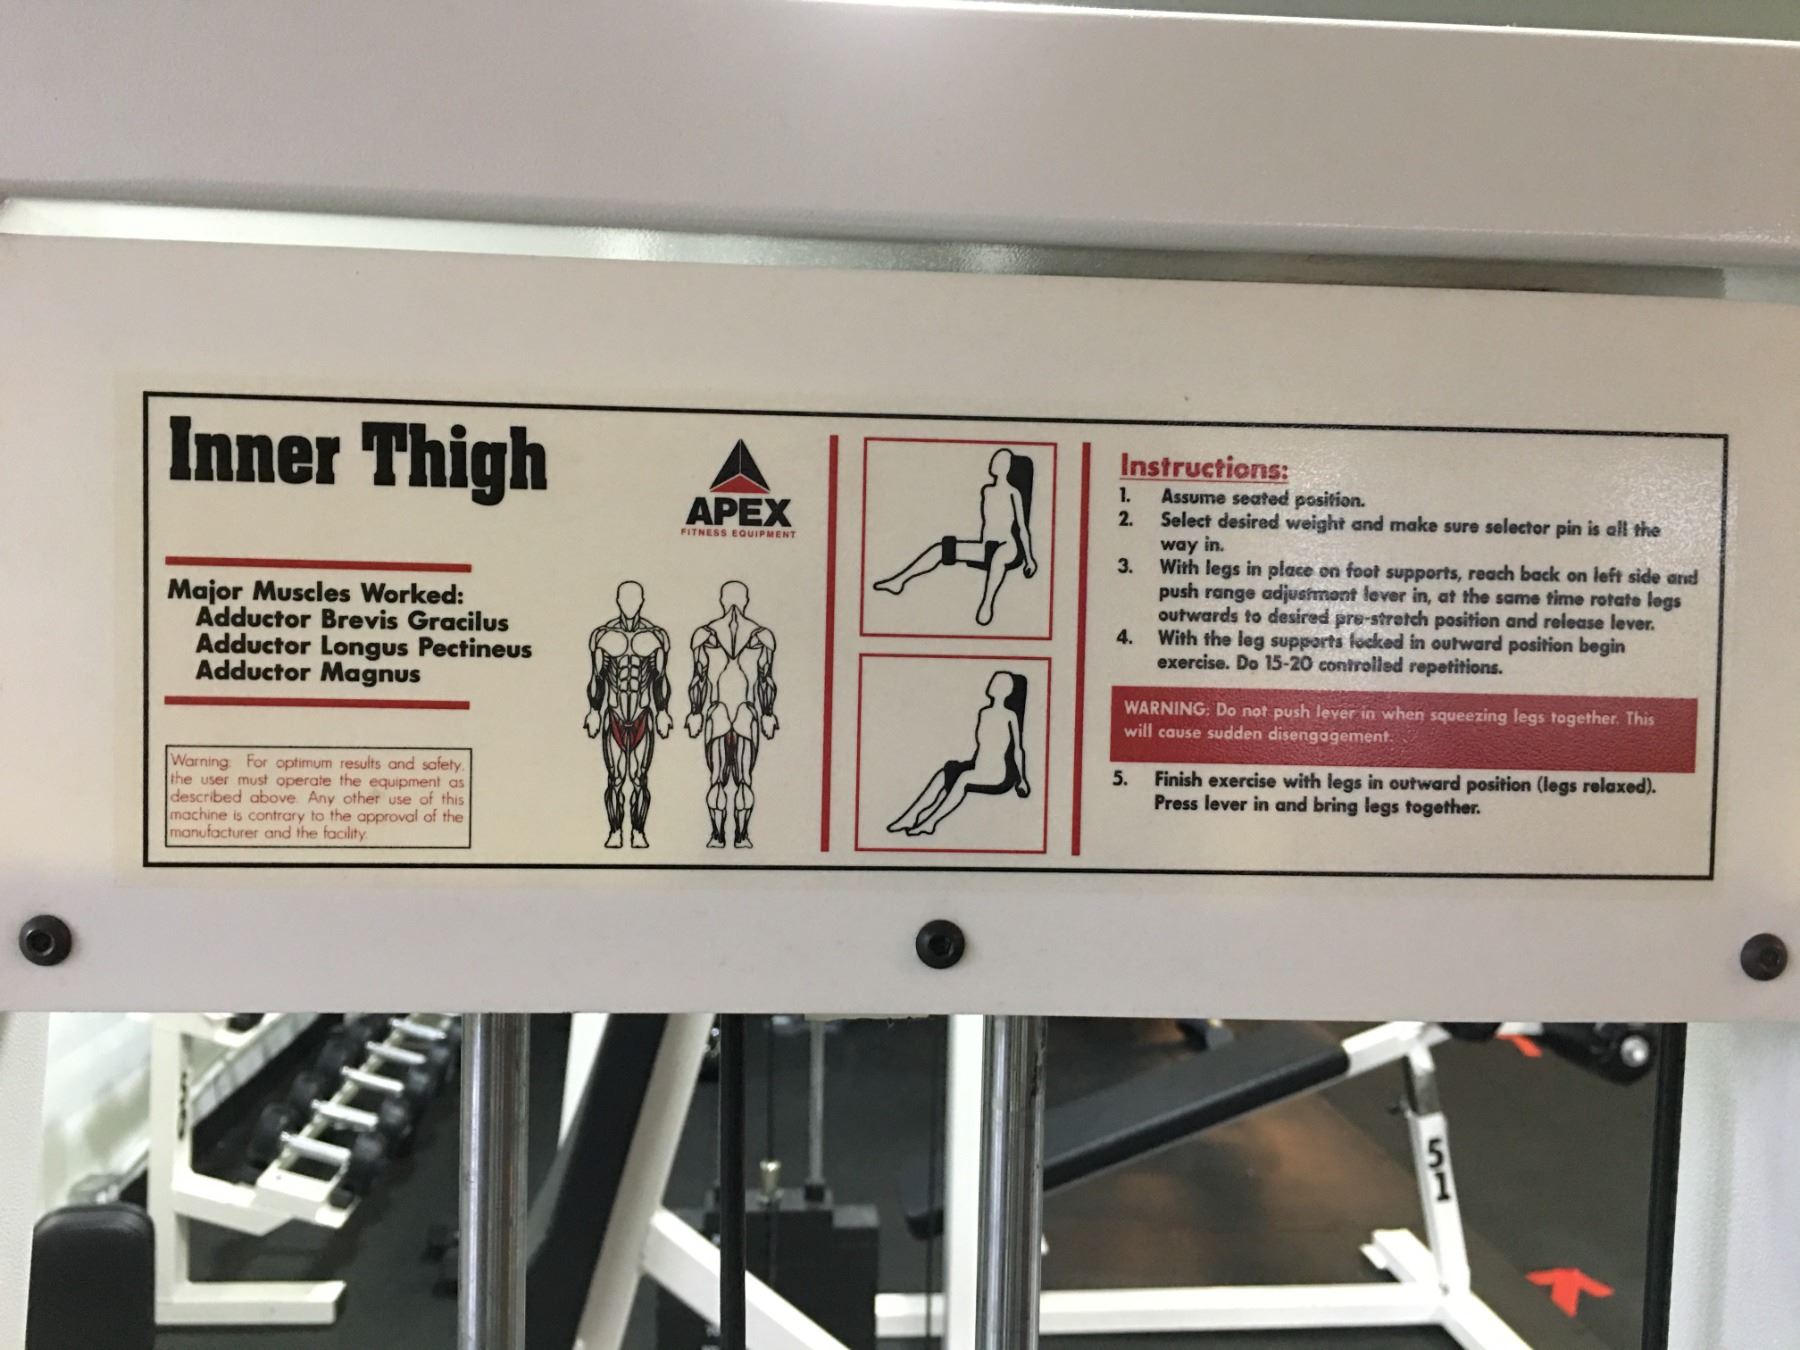 Inner Thigh
APEX
FITNESS EQUIPMENT
Major Muscles Worked:
Adductor Brevis Gracilus
Adductor Longus Pectineus
Adductor Magnus
Warning: For optimum results and safety,
the user must operate the equipment as
described above. Any other use of this
machine is contrary to the approval of the
manufacturer and the facility.
Instructions:
1. Assume seated position.
2. Select desired weight and make sure selector pin is all the
way in.
3. With legs in place on foot supports, reach back on left side and
push range adjustment lever in, at the same time rotate legs
outwards to desired pre-stretch position and release lever.
4. With the leg supports locked in outward position begin
exercise. Do 15-20 controlled repetitions.
WARNING: Do not push lever in when squeezing legs together. This
will cause sudden disengagement.
5. Finish exercise with legs in outward position (legs relaxed).
Press lever in and bring legs together.
51